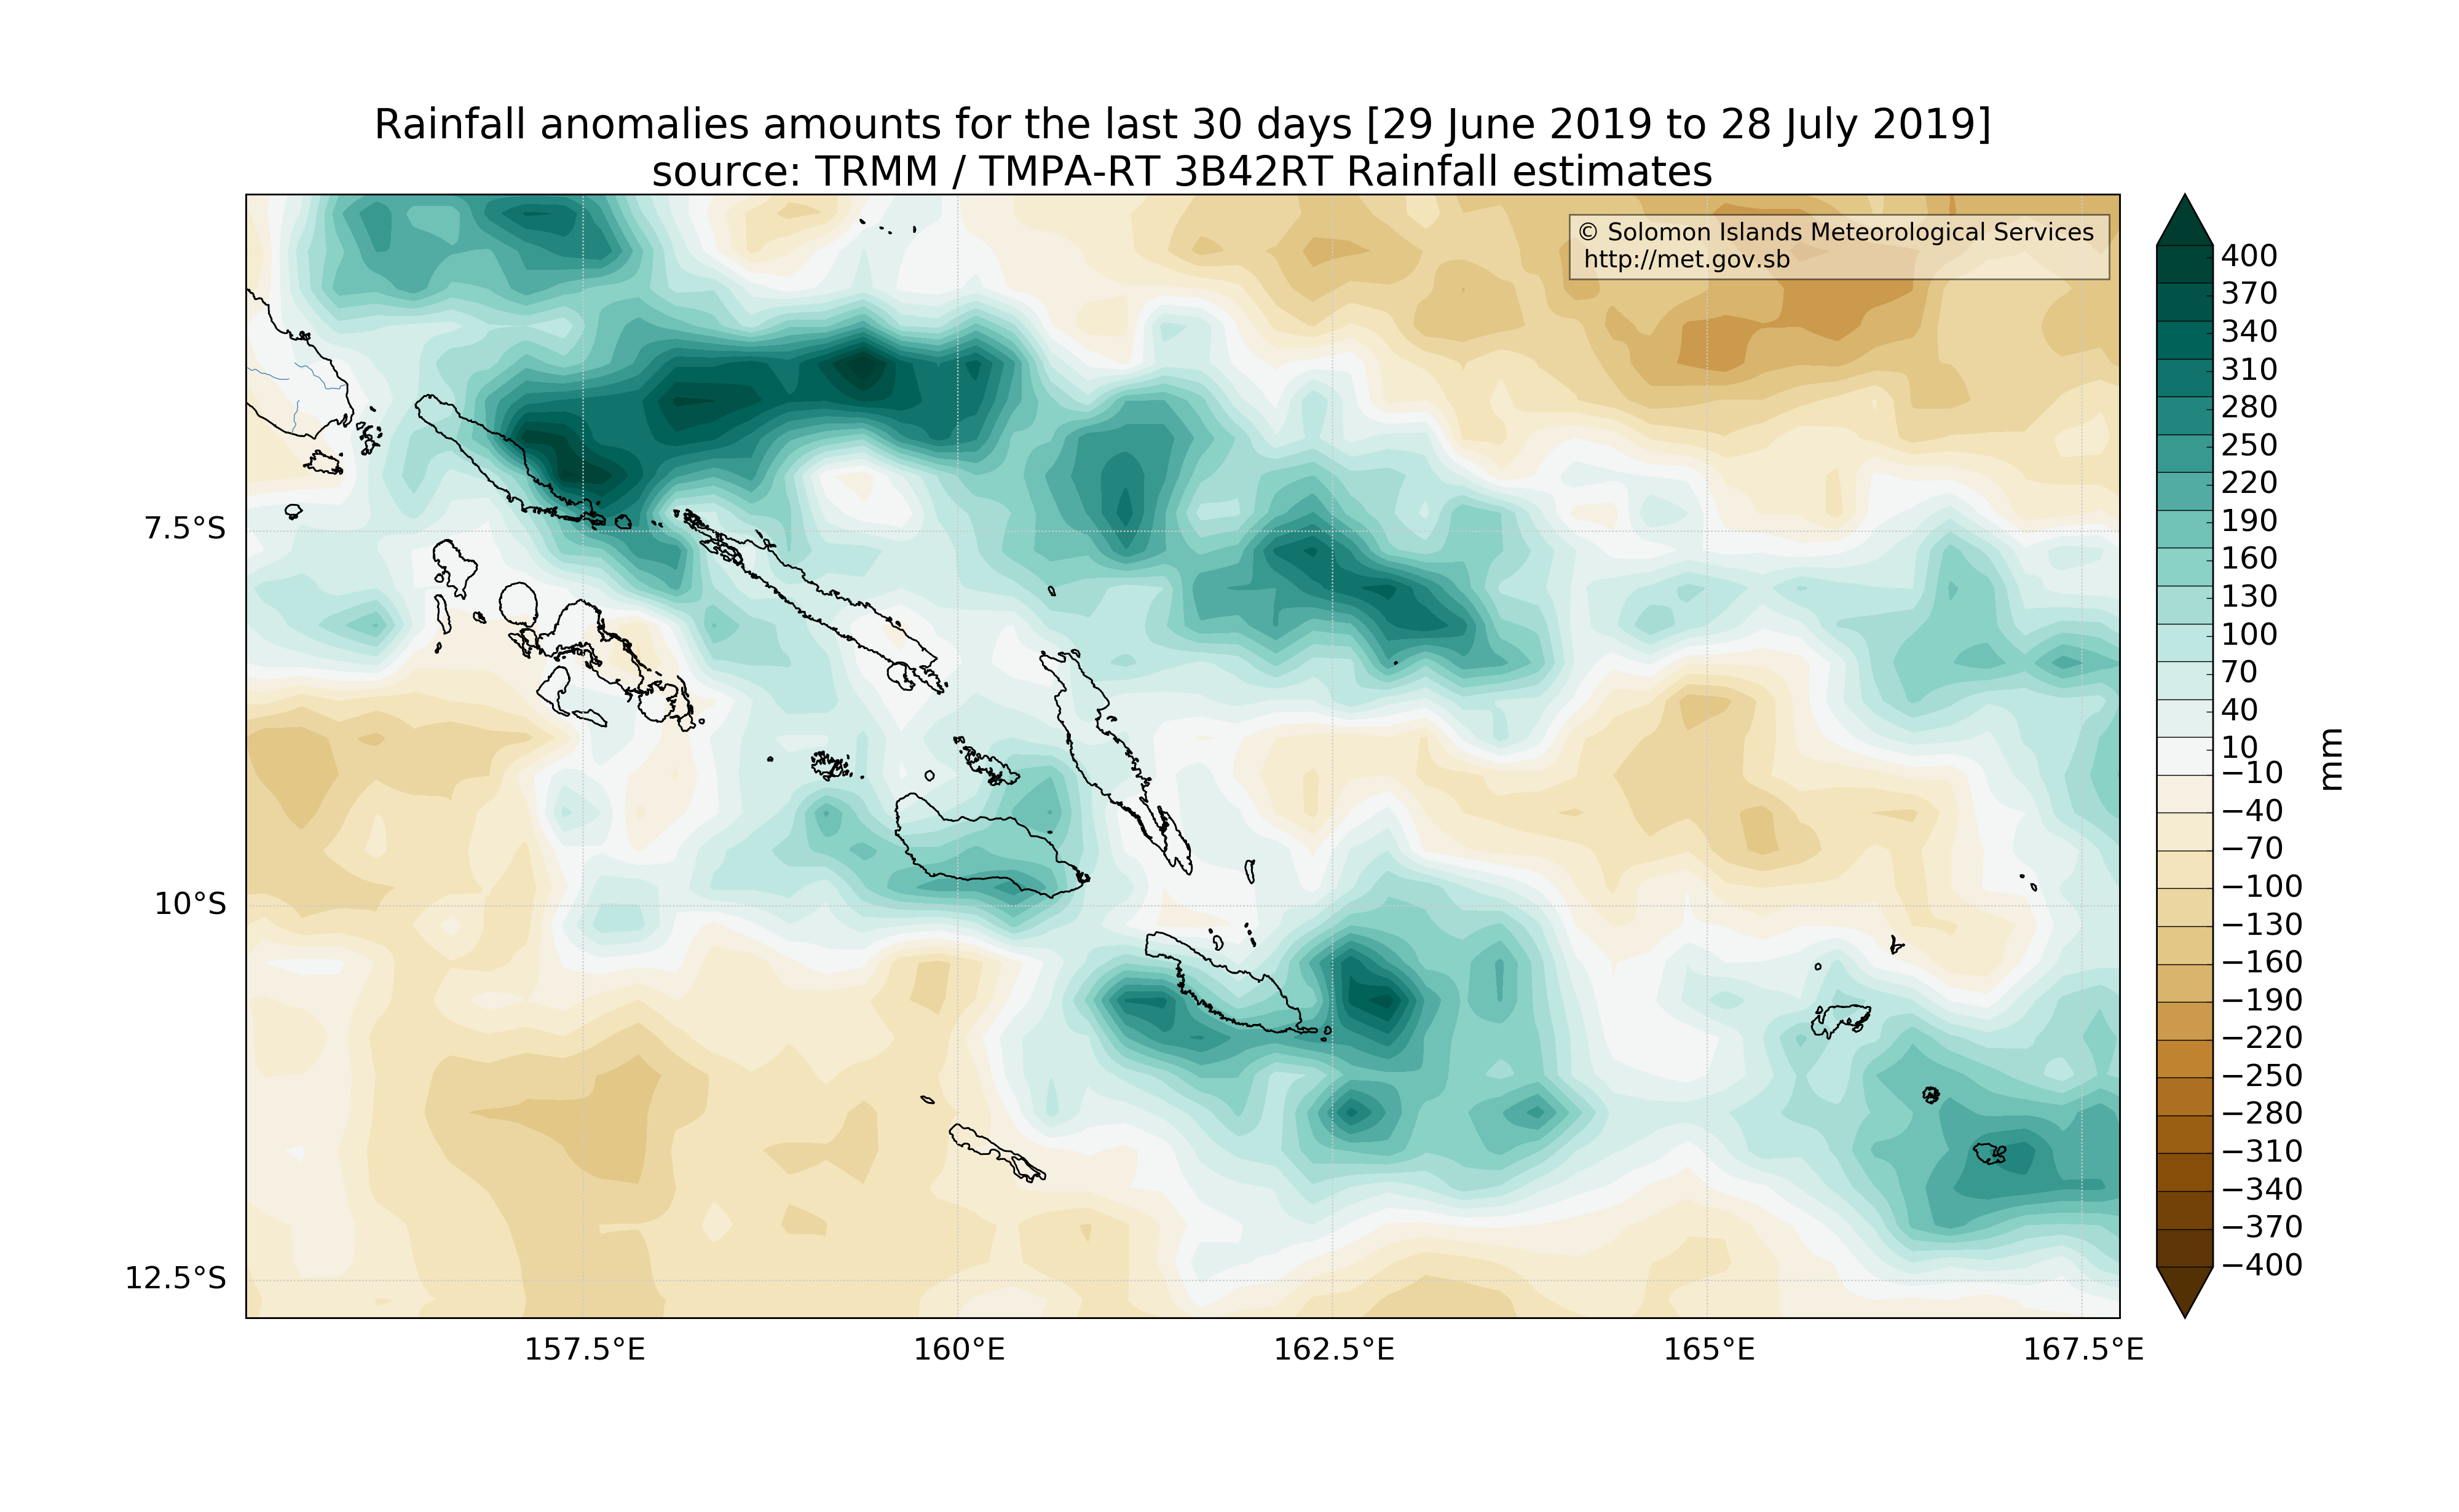 Rainfall anomalies amounts for the last 30 days [29 June 2019 to 28 July 2019]
source: TRMM / TMPA-RT 3B42RT Rainfall estimates
© Solomon Islands Meteorological Services
http://met.gov.sb
7.5°S
10°S
12.5°S
157.5°E
160°E
162.5°E
165°E
167.5°E
400
370
340
310
280
250
220
190
160
130
100
70
40
10
−10
−40
−70
−100
−130
−160
−190
−220
−250
−280
−310
−340
−370
−400
mm